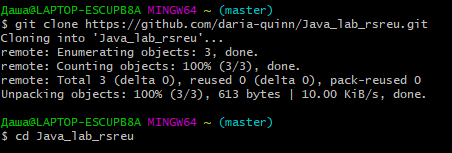 Даша@LAPTOP-ESCUPB8A MINGW64 ~ (master)
$ git clone https://github.com/daria-quinn/Java_lab_rsreu.git
Cloning into 'Java_lab_rsreu'...
remote: Enumerating objects: 3, done.
remote: Counting objects: 100% (3/3), done.
remote: Total 3 (delta 0), reused 0 (delta 0), pack-reused 0
Unpacking objects: 100% (3/3), 613 bytes | 10.00 KiB/s, done.
Даша@LAPTOP-ESCUPB8A MINGW64 ~ (master)
$ cd Java_lab_rsreu